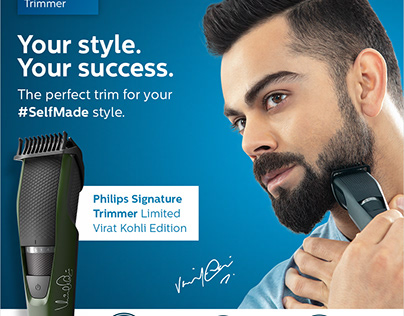 Trimmer
Your style.
Your success.
The perfect trim for your
#SelfMade style.
Philips Signature
Trimmer Limited
Virat Kohli Edition